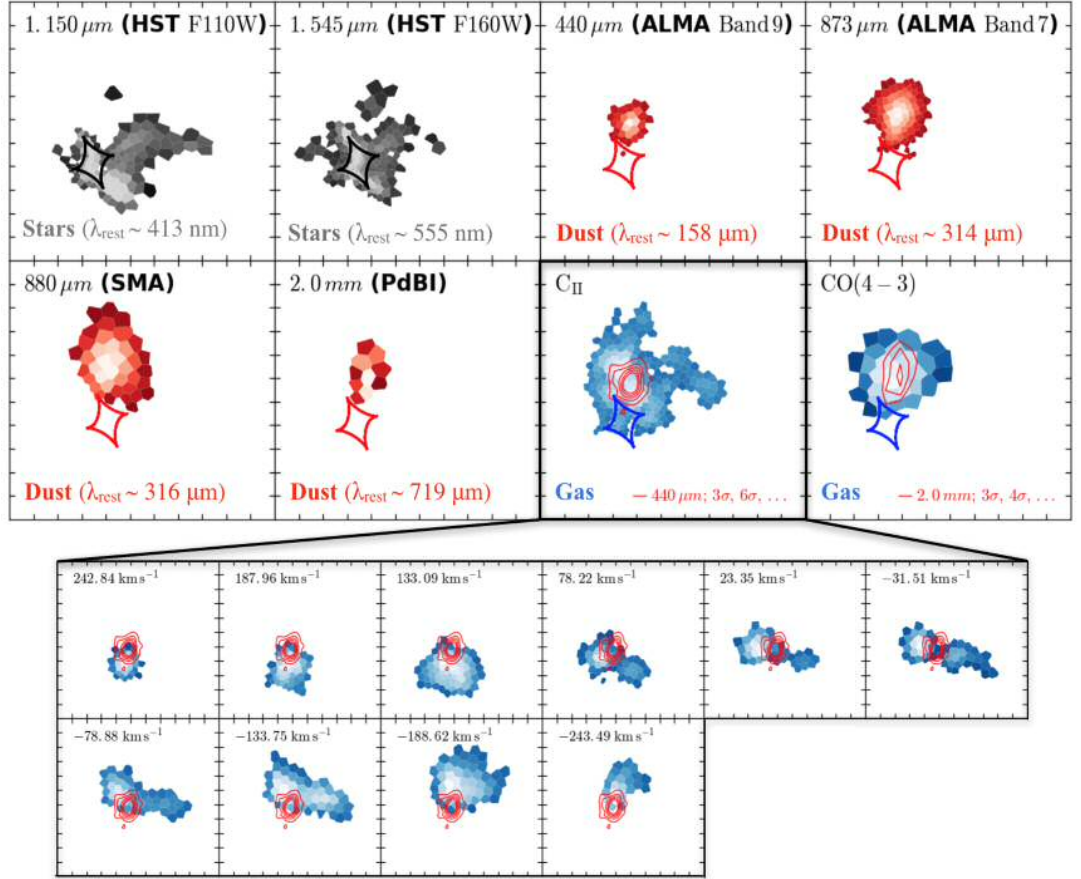 1.150 μm (HST F110W)
Stars (λrest ~ 413 nm)
1.545 μm (HST F160W)
Stars (λrest ~ 555 nm)
440 μm (ALMA Band 9)
Dust (λrest ~ 158 μm)
873 μm (ALMA Band 7)
Dust (λrest ~ 314 μm)
880 μm (SMA)
Dust (λrest ~ 316 μm)
2.0 mm (PdBI)
Dust (λrest ~ 719 μm)
CII
Gas
— 440 μm; 3σ, 6σ, ...
CO(4 − 3)
Gas
— 2.0 mm; 3σ, 4σ, ...
242.84 km s⁻¹
187.96 km s⁻¹
133.09 km s⁻¹
78.22 km s⁻¹
23.35 km s⁻¹
−31.51 km s⁻¹
−78.88 km s⁻¹
−133.75 km s⁻¹
−188.62 km s⁻¹
−243.49 km s⁻¹